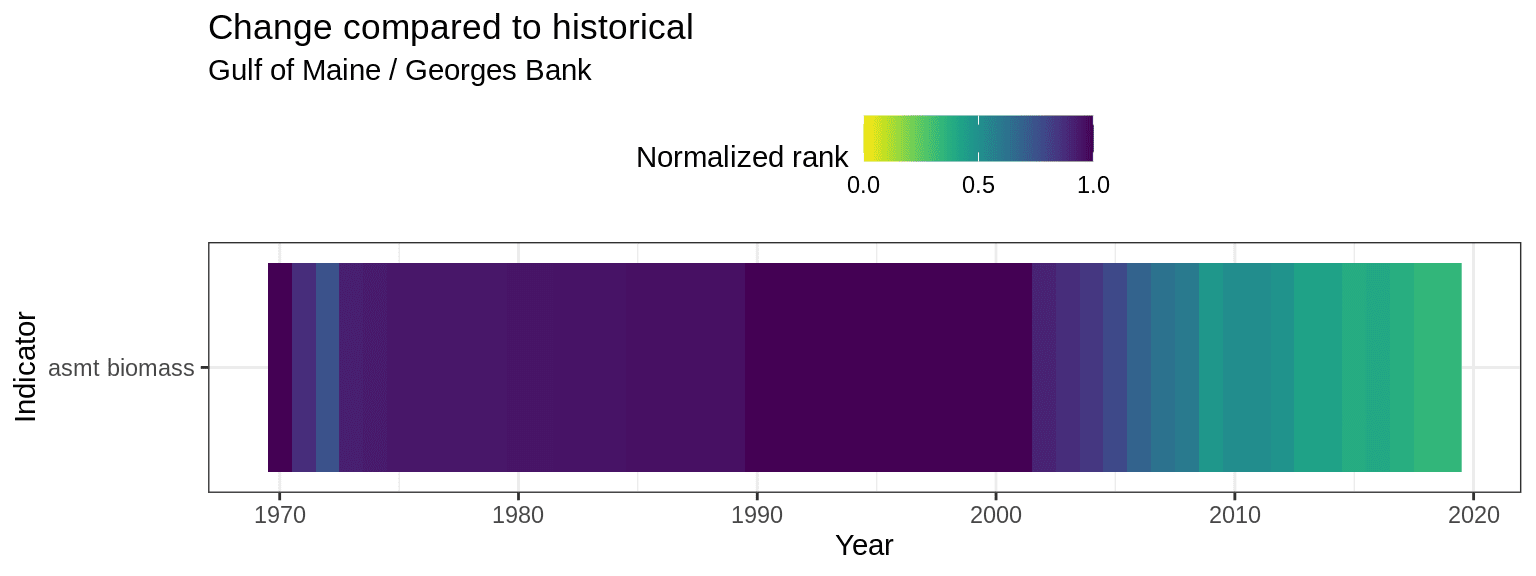 Change compared to historical
Gulf of Maine / Georges Bank
Normalized rank
0.0 0.5 1.0
Indicator
asmt biomass
1970 1980 1990 2000 2010 2020
Year